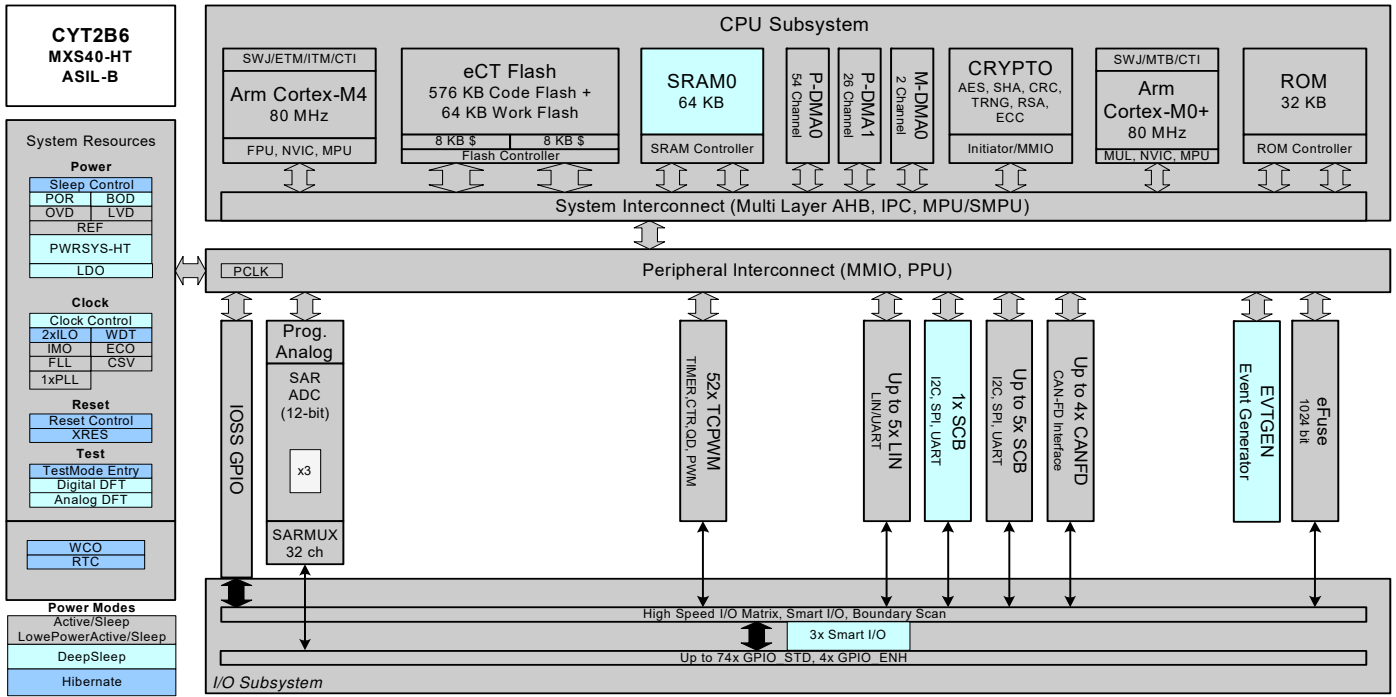 CYT2B6
MXS40-HT
ASIL-B
System Resources
Power
Sleep Control
POR BOD
OVD LVD
REF
PWRSYS-HT
LDO
Clock
Clock Control
2xILO WDT
IMO ECO
FLL CSV
1xPLL
Reset
Reset Control
XRES
Test
TestMode Entry
Digital DFT
Analog DFT
WCO
RTC
Power Modes
Active/Sleep
LowePowerActive/Sleep
DeepSleep
Hibernate
CPU Subsystem
SWJ/ETM/ITM/CTI
Arm Cortex-M4
80 MHz
FPU, NVIC, MPU
eCT Flash
576 KB Code Flash +
64 KB Work Flash
8 KB $ 8 KB $
Flash Controller
SRAM0
64 KB
SRAM Controller
P-DMA0
54 Channel
P-DMA1
26 Channel
M-DMA0
2 Channel
CRYPTO
AES, SHA, CRC,
TRNG, RSA,
ECC
Initiator/MMIO
SWJ/MTB/CTI
Arm
Cortex-M0+
80 MHz
MUL, NVIC, MPU
ROM
32 KB
ROM Controller
System Interconnect (Multi Layer AHB, IPC, MPU/SMPU)
PCLK
Peripheral Interconnect (MMIO, PPU)
IOSS GPIO
Prog.
Analog
SAR
ADC
(12-bit)
x3
SARMUX
32 ch
52x TCPWM
TIMER,CTR,QD, PWM
Up to 5x LIN
LIN/UART
1x SCB
I2C, SPI, UART
Up to 5x SCB
I2C, SPI, UART
Up to 4x CANFD
CAN-FD Interface
EVTGEN
Event Generator
eFuse
1024 bit
High Speed I/O Matrix, Smart I/O, Boundary Scan
3x Smart I/O
Up to 74x GPIO_STD, 4x GPIO_ENH
I/O Subsystem